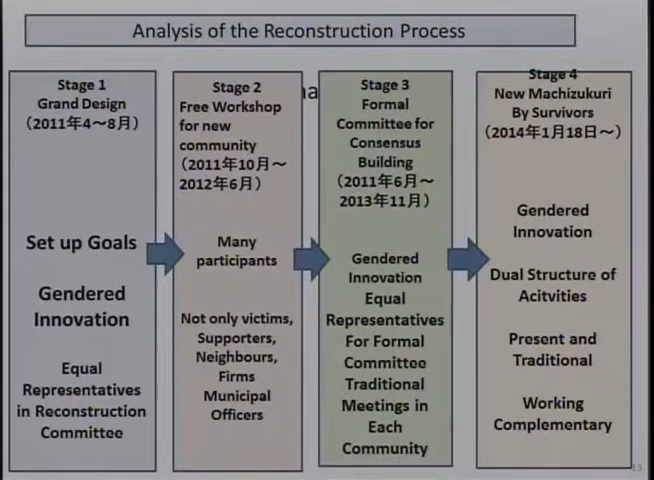 Analysis of the Reconstruction Process
Stage 1
Grand Design
（2011年4～8月）
Set up Goals
Gendered
Innovation
Equal
Representatives
in Reconstruction
Committee
Stage 2
Free Workshop
for new
community
（2011年10月～
2012年6月）
Many
participants
Not only victims,
Supporters,
Neighbours,
Firms
Municipal
Officers
Stage 3
Formal
Committee for
Consensus
Building
（2011年6月～
2013年11月）
Gendered
Innovation
Equal
Representatives
For Formal
Committee
Traditional
Meetings in
Each
Community
Stage 4
New Machizukuri
By Survivors
（2014年1月18日～）
Gendered
Innovation
Dual Structure of
Acitvities
Present and
Traditional
Working
Complementary
13